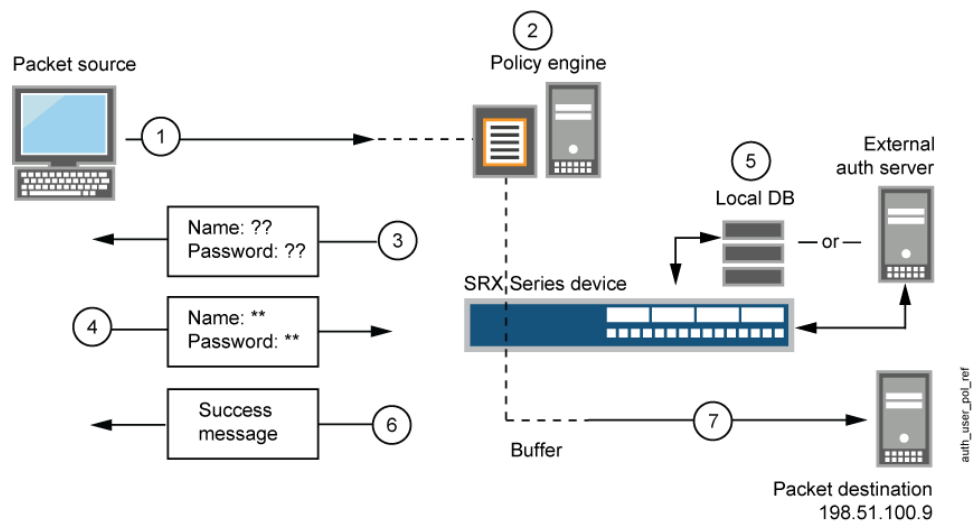 2
Policy engine
Packet source
1
External
auth server
5
Local DB
or
Name: ??
Password: ??
3
SRX Series device
4
Name: **
Password: **
Success
message
6
7
Buffer
Packet destination
198.51.100.9
auth_user_pol_ref